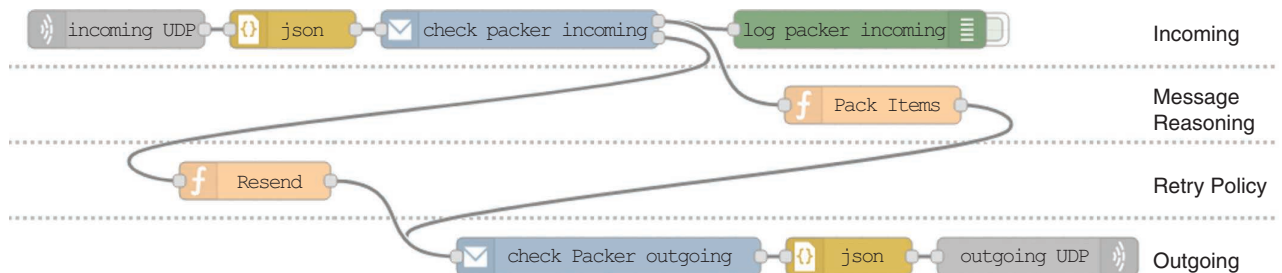 incoming UDP
{} json
check packer incoming
log packer incoming
Incoming
f Pack Items
Message
Reasoning
f Resend
Retry Policy
check Packer outgoing
{} json
outgoing UDP
Outgoing